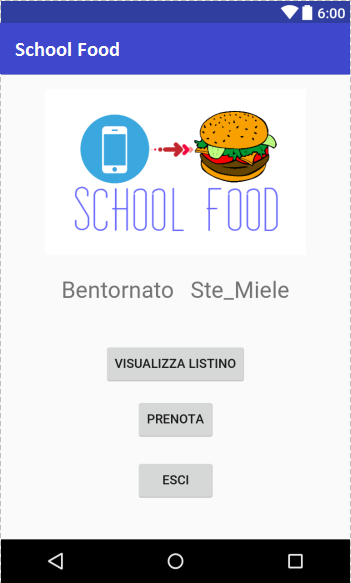 6:00
School Food
SCHOOL FOOD
Bentornato Ste_Miele
VISUALIZZA LISTINO
PRENOTA
ESCI